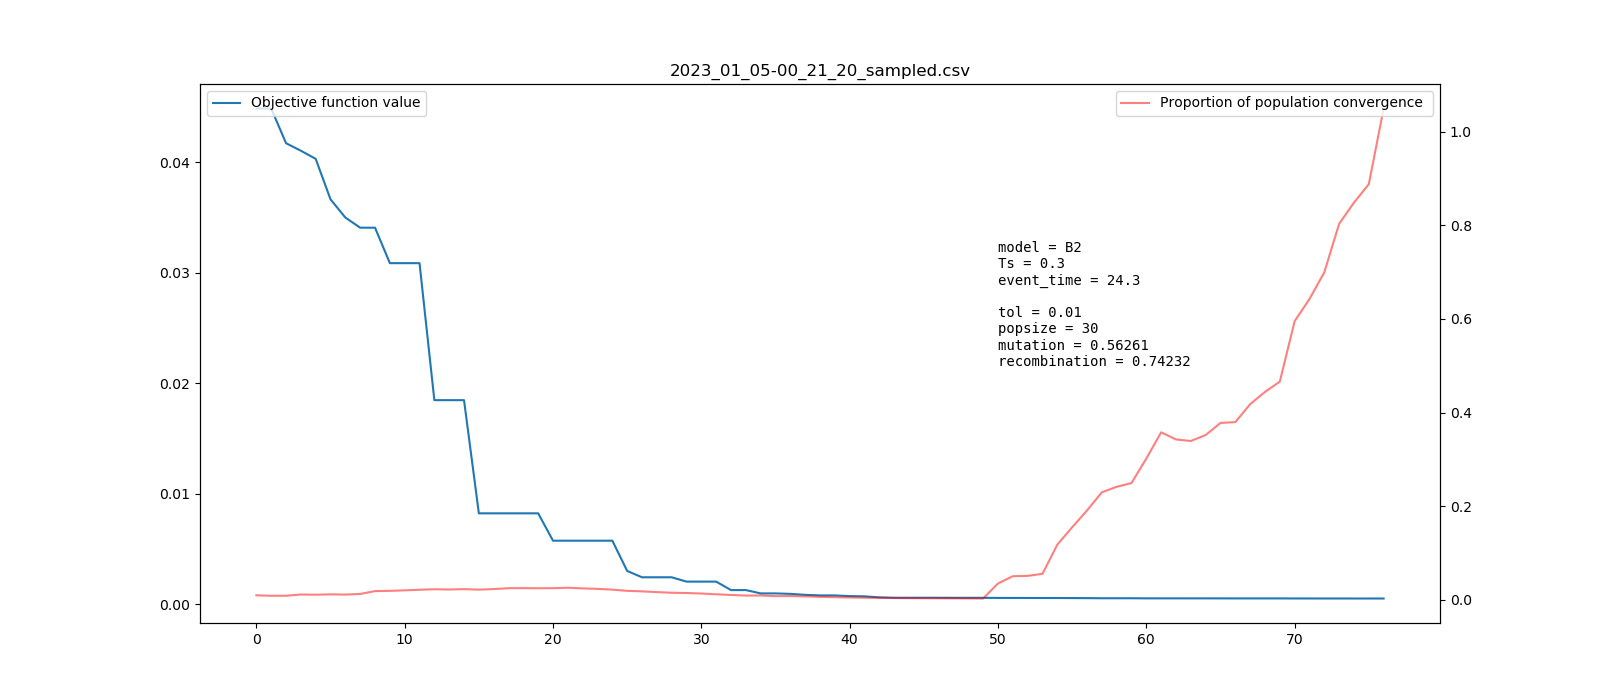 2023_01_05-00_21_20_sampled.csv
Objective function value
Proportion of population convergence
0.04
0.03
0.02
0.01
0.00
1.0
0.8
0.6
0.4
0.2
0.0
model = B2
Ts = 0.3
event_time = 24.3
tol = 0.01
popsize = 30
mutation = 0.56261
recombination = 0.74232
0 10 20 30 40 50 60 70